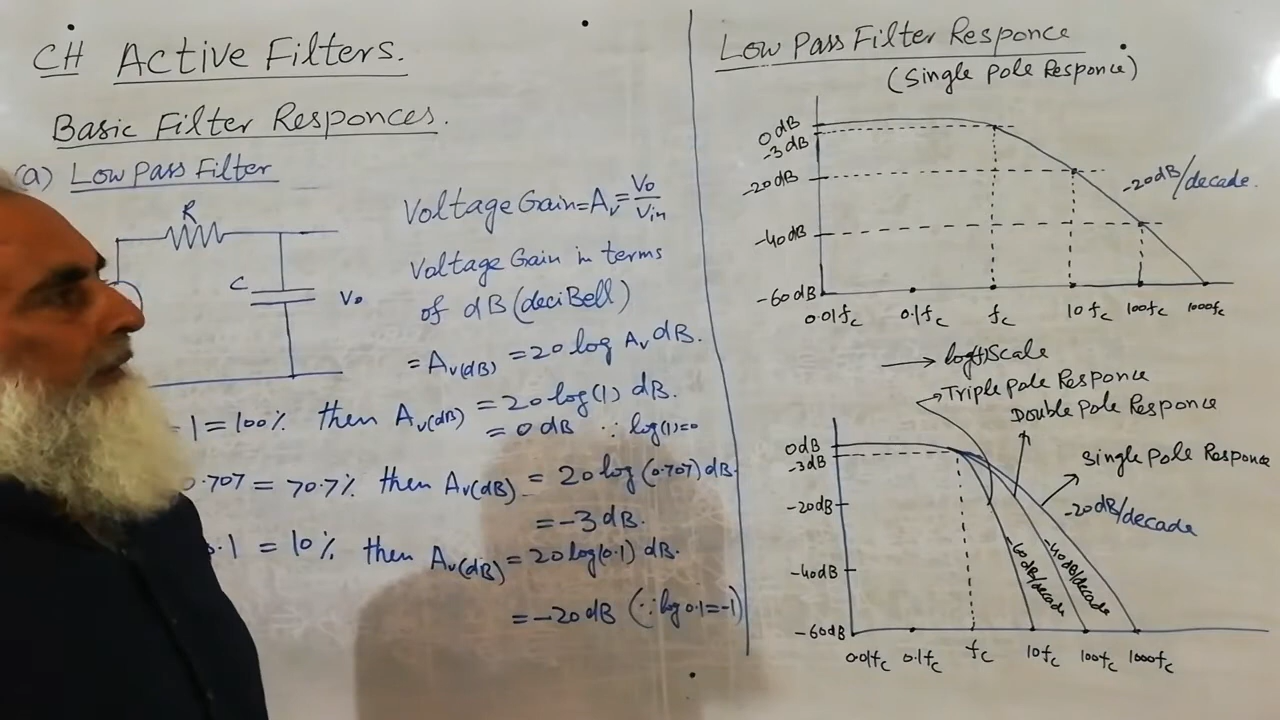 CH Active Filters.
Basic Filter Responces.
(a) Low Pass Filter
R
C
Vo
Voltage Gain = Av = Vo/Vin
Voltage Gain in terms
of dB (deciBell)
= Av(dB) = 20 log Av dB.
1 = 100% then Av(dB) = 20 log(1) dB.
= 0 dB ∵ log(1)=0
0.707 = 70.7% then Av(dB) = 20 log(0.707) dB.
= -3 dB.
0.1 = 10% then Av(dB) = 20 log(0.1) dB.
= -20 dB (∵ log 0.1 = -1)
Low Pass Filter Responce
(Single Pole Responce)
0 dB
-3 dB
-20 dB
-40 dB
-60 dB
-20 dB/decade.
0.01fc 0.1fc fc 10fc 100fc 1000fc
→ log(f) Scale
Triple Pole Responce
Double Pole Responce
Single Pole Responce
-20 dB/decade
0 dB
-3 dB
-20 dB
-40 dB
-60 dB
-60 dB/decade
-40 dB/decade
0.01fc 0.1fc fc 10fc 100fc 1000fc